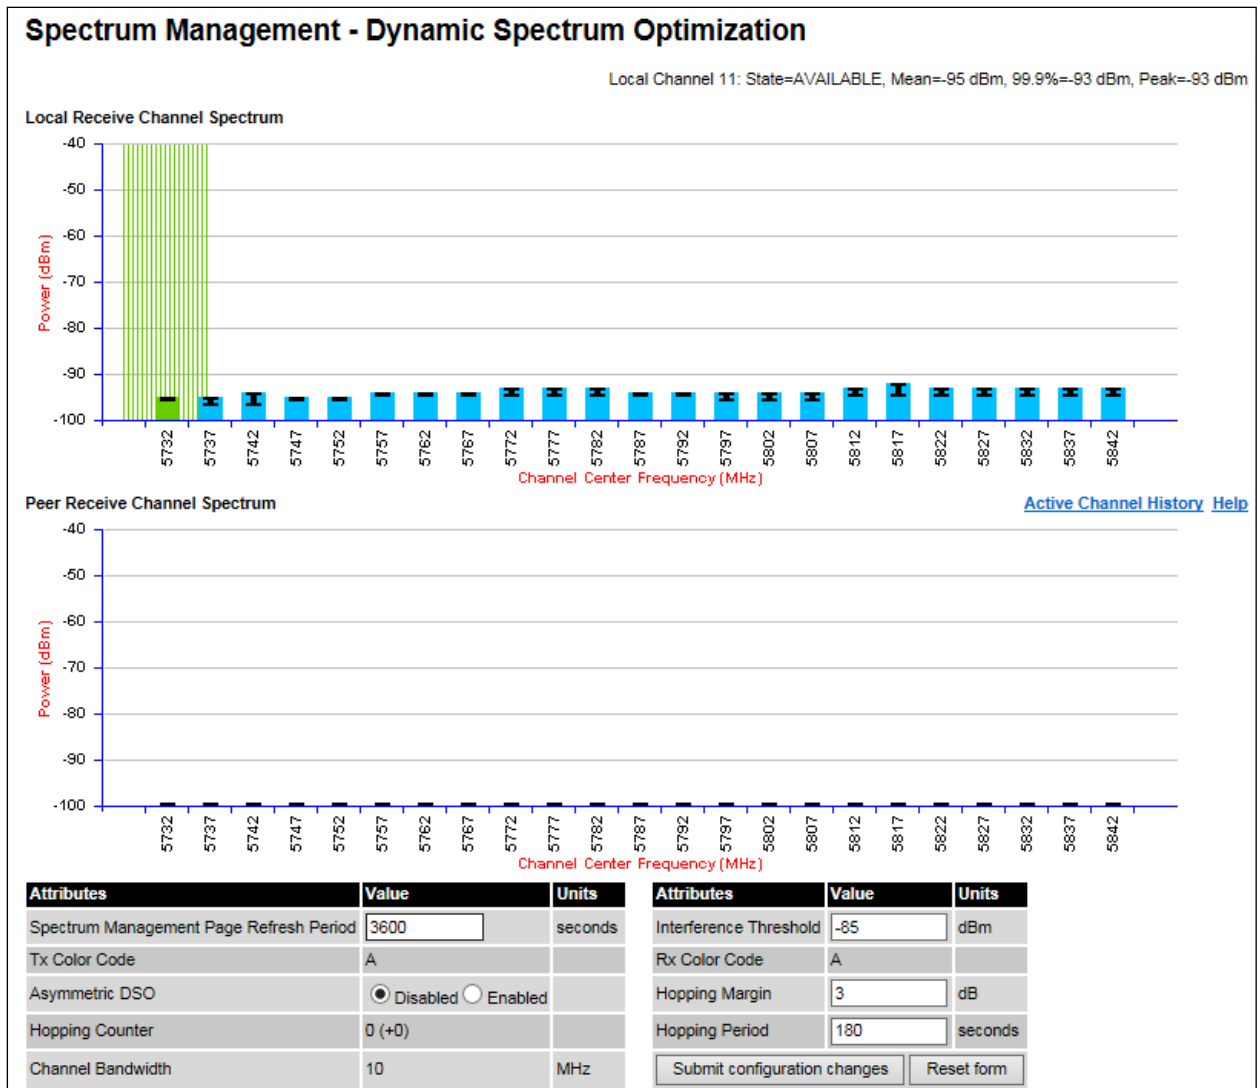 Spectrum Management - Dynamic Spectrum Optimization
Local Channel 11: State=AVAILABLE, Mean=-95 dBm, 99.9%=-93 dBm, Peak=-93 dBm
Local Receive Channel Spectrum
-40
-50
-60
-70
-80
-90
-100
Power (dBm)
5732 5737 5742 5747 5752 5757 5762 5767 5772 5777 5782 5787 5792 5797 5802 5807 5812 5817 5822 5827 5832 5837 5842
Channel Center Frequency (MHz)
Peer Receive Channel Spectrum
Active Channel History Help
-40
-50
-60
-70
-80
-90
-100
Power (dBm)
5732 5737 5742 5747 5752 5757 5762 5767 5772 5777 5782 5787 5792 5797 5802 5807 5812 5817 5822 5827 5832 5837 5842
Channel Center Frequency (MHz)
Attributes Value Units
Spectrum Management Page Refresh Period 3600 seconds
Tx Color Code A
Asymmetric DSO Disabled Enabled
Hopping Counter 0 (+0)
Channel Bandwidth 10 MHz
Attributes Value Units
Interference Threshold -85 dBm
Rx Color Code A
Hopping Margin 3 dB
Hopping Period 180 seconds
Submit configuration changes Reset form